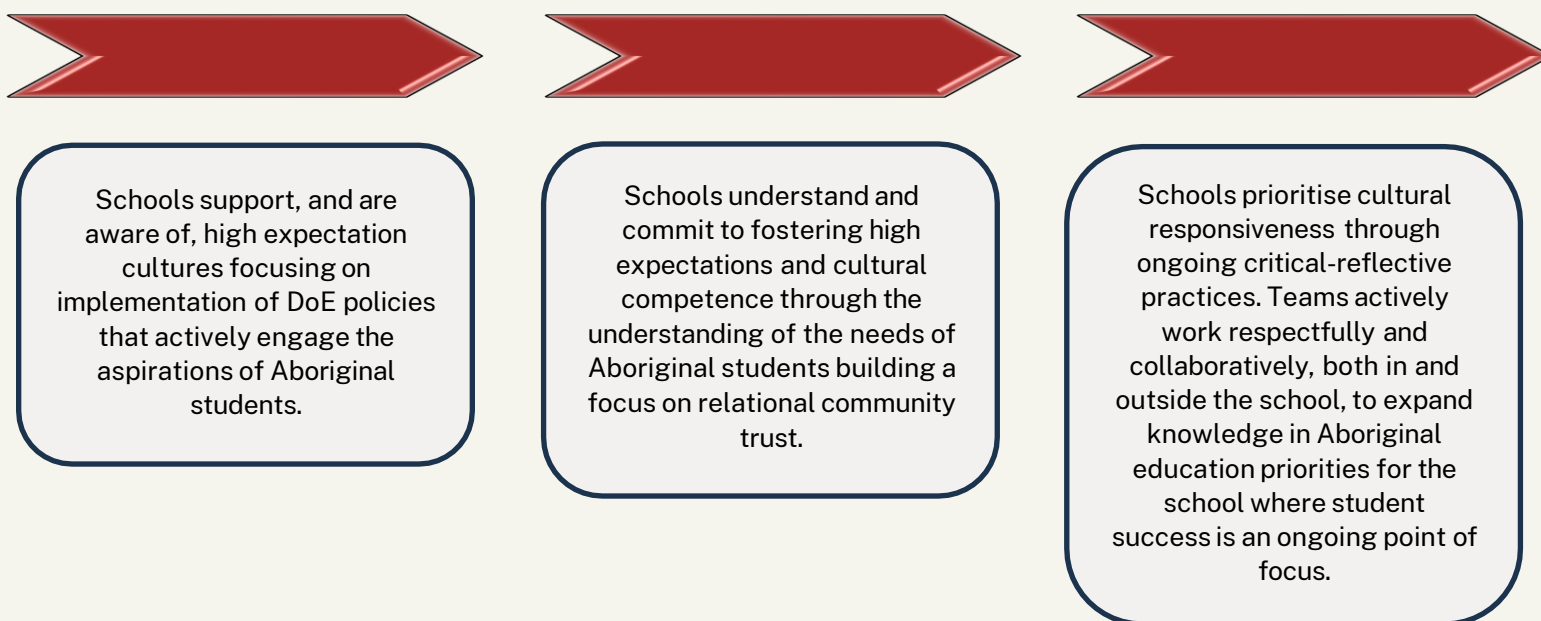 Schools support, and are
aware of, high expectation
cultures focusing on
implementation of DoE policies
that actively engage the
aspirations of Aboriginal
students.
Schools understand and
commit to fostering high
expectations and cultural
competence through the
understanding of the needs of
Aboriginal students building a
focus on relational community
trust.
Schools prioritise cultural
responsiveness through
ongoing critical-reflective
practices. Teams actively
work respectfully and
collaboratively, both in and
outside the school, to expand
knowledge in Aboriginal
education priorities for the
school where student
success is an ongoing point of
focus.